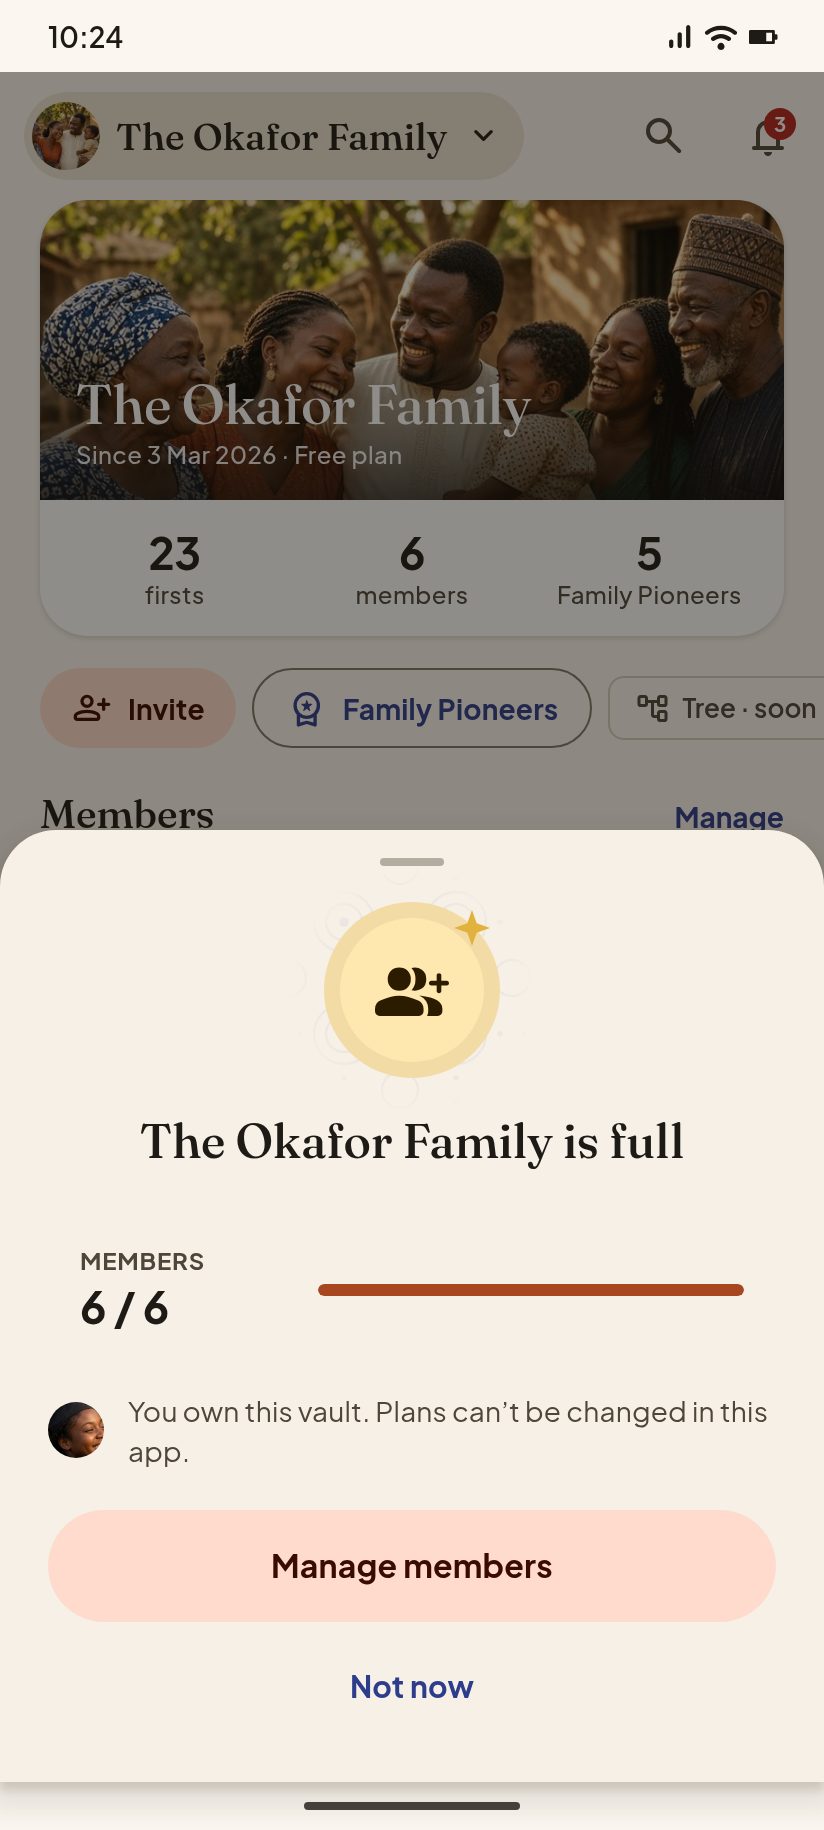 10:24
The Okafor Family
3
The Okafor Family
Since 3 Mar 2026 · Free plan
23
firsts
6
members
5
Family Pioneers
Invite
Family Pioneers
Tree · soon
Members
Manage
The Okafor Family is full
MEMBERS
6 / 6
You own this vault. Plans can’t be changed in this
app.
Manage members
Not now